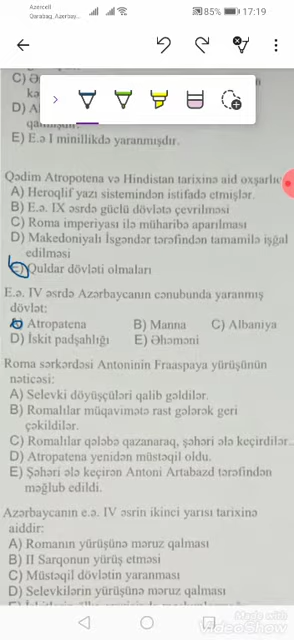 Azercell
Qarabag, Azerbay...
85% 17:19
C) Ə
D) A
E) E.ə I minillikdə yaranmışdır.
Qədim Atropotena və Hindistan tarixinə aid oxşarlıq
A) Heroqlif yazı sistemindən istifadə etmişlər.
B) E.ə. IX əsrdə güclü dövlətə çevrilməsi
C) Roma imperiyası ilə müharibə aparılması
D) Makedoniyalı İsgəndər tərəfindən tamamilə işğal
edilməsi
E) Quldar dövləti olmaları
E.ə. IV əsrdə Azərbaycanın cənubunda yaranmış
dövlət:
A) Atropatena B) Manna C) Albaniya
D) İskit padşahlığı E) Əhəməni
Roma sərkərdəsi Antoninin Fraaspaya yürüşünün
nəticəsi:
A) Selevki döyüşçüləri qalib gəldilər.
B) Romalılar müqavimətə rast gələrək geri
çəkildilər.
C) Romalılar qələbə qazanaraq, şəhəri ələ keçirdilər.
D) Atropatena yenidən müstəqil oldu.
E) Şəhəri ələ keçirən Antoni Artabazd tərəfindən
məğlub edildi.
Azərbaycanın e.ə. IV əsrin ikinci yarısı tarixinə
aiddir:
A) Romanın yürüşünə məruz qalması
B) II Sarqonun yürüş etməsi
C) Müstəqil dövlətin yaranması
D) Selevkilərin yürüşünə məruz qalması
Made with
VideoShow